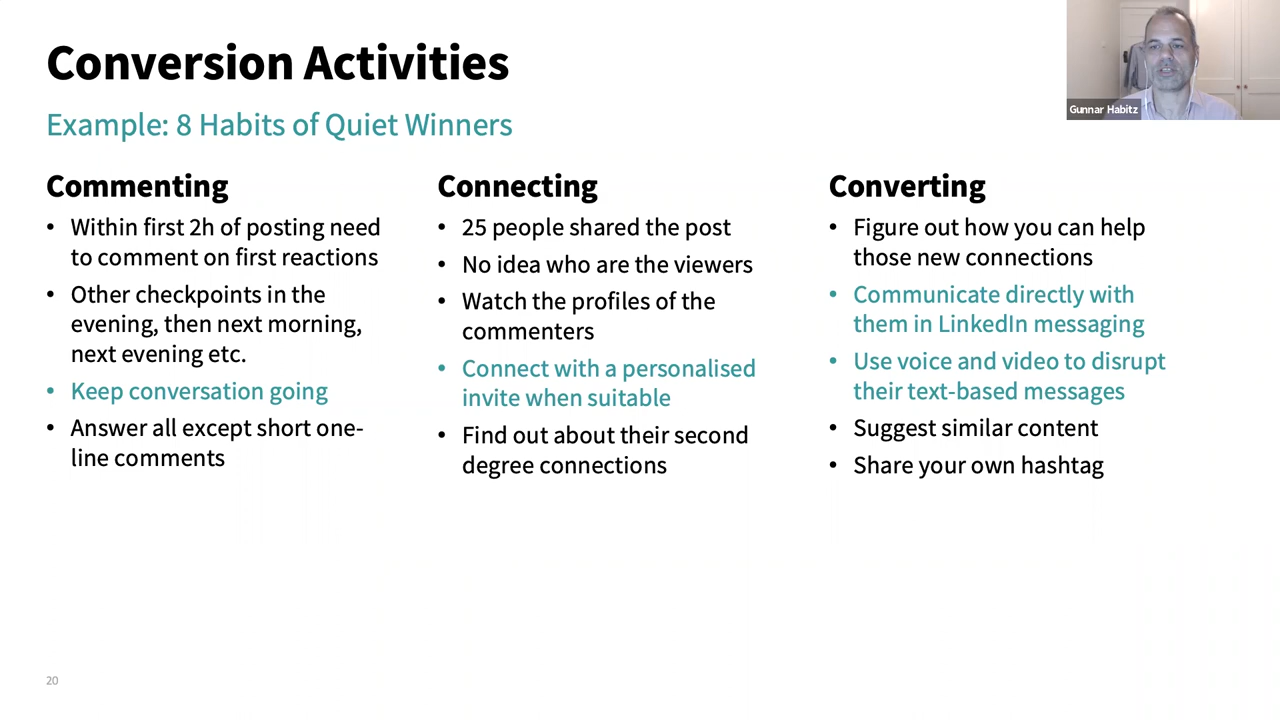 Conversion Activities
Example: 8 Habits of Quiet Winners
Gunnar Habitz
Commenting
• Within first 2h of posting need
to comment on first reactions
• Other checkpoints in the
evening, then next morning,
next evening etc.
• Keep conversation going
• Answer all except short one-
line comments
Connecting
• 25 people shared the post
• No idea who are the viewers
• Watch the profiles of the
commenters
• Connect with a personalised
invite when suitable
• Find out about their second
degree connections
Converting
• Figure out how you can help
those new connections
• Communicate directly with
them in LinkedIn messaging
• Use voice and video to disrupt
their text-based messages
• Suggest similar content
• Share your own hashtag
20